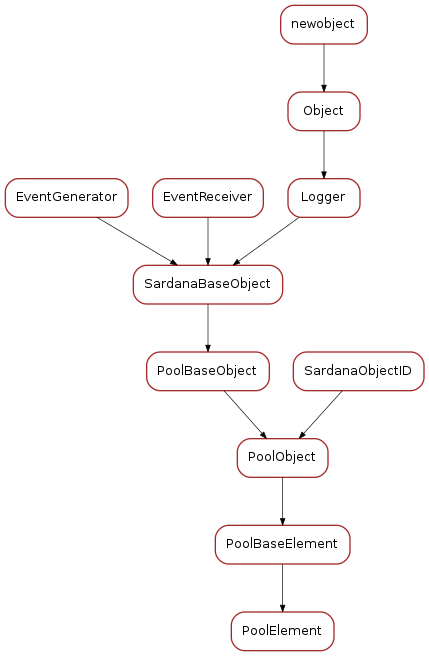 newobject
Object
EventGenerator
EventReceiver
Logger
SardanaBaseObject
PoolBaseObject
SardanaObjectID
PoolObject
PoolBaseElement
PoolElement